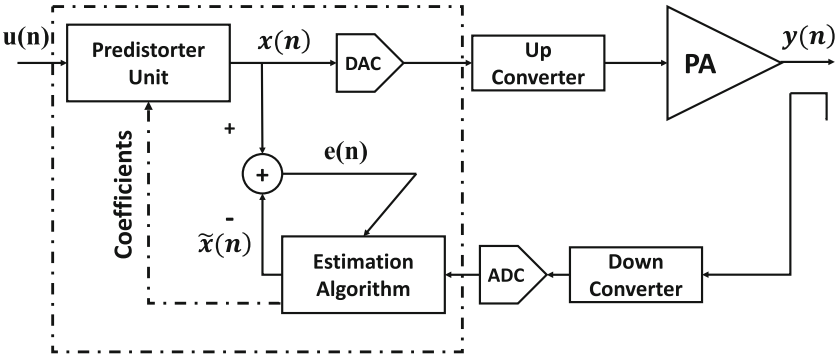 u(n)
Predistorter
Unit
x(n)
DAC
Up
Converter
PA
y(n)
+
+
e(n)
-
x̃(n)
Coefficients
Estimation
Algorithm
ADC
Down
Converter